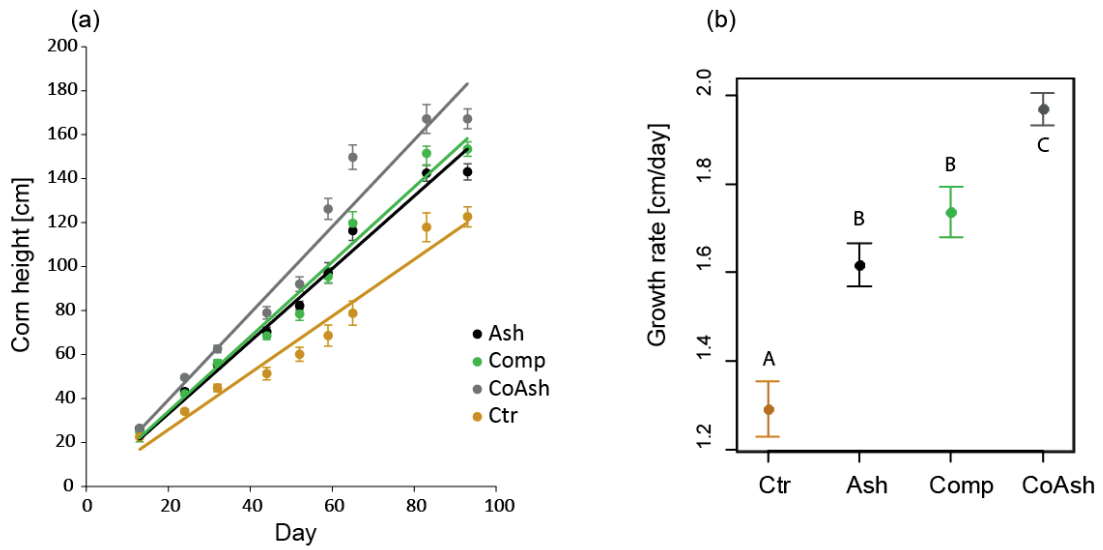 (a)
200
180
160
140
120
100
80
60
40
20
0
0 20 40 60 80 100
Corn height [cm]
Day
Ash
Comp
CoAsh
Ctr
(b)
2.0
1.8
1.6
1.4
1.2
Growth rate [cm/day]
A
B
B
C
Ctr Ash Comp CoAsh